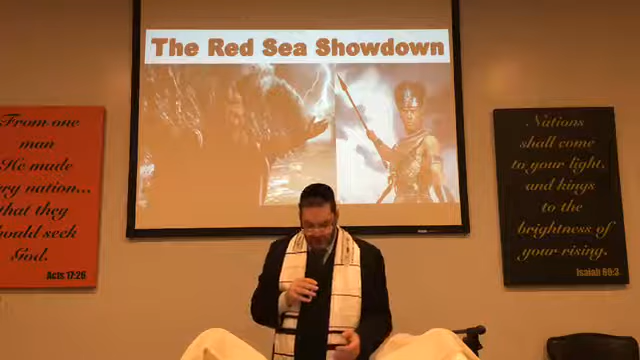 The Red Sea Showdown
From one
man
He made
ry nation...
that they
ould seek
God.
Acts 17:26
Nations
shall come
to your light,
and kings
to the
brightness of
your rising.
Isaiah 60:3